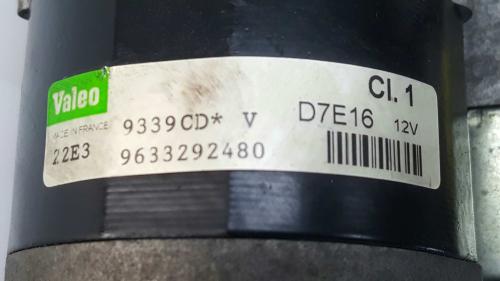 Valeo
MADE IN FRANCE
22E3
9339CD* V
9633292480
Cl. 1
D7E16 12V